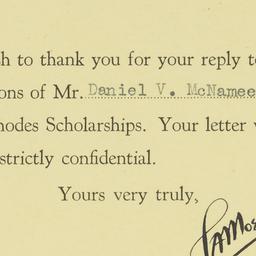 h to thank you for your reply to
ons of Mr. Daniel V. McNamee
nodes Scholarships. Your letter
strictly confidential.
Yours very truly,